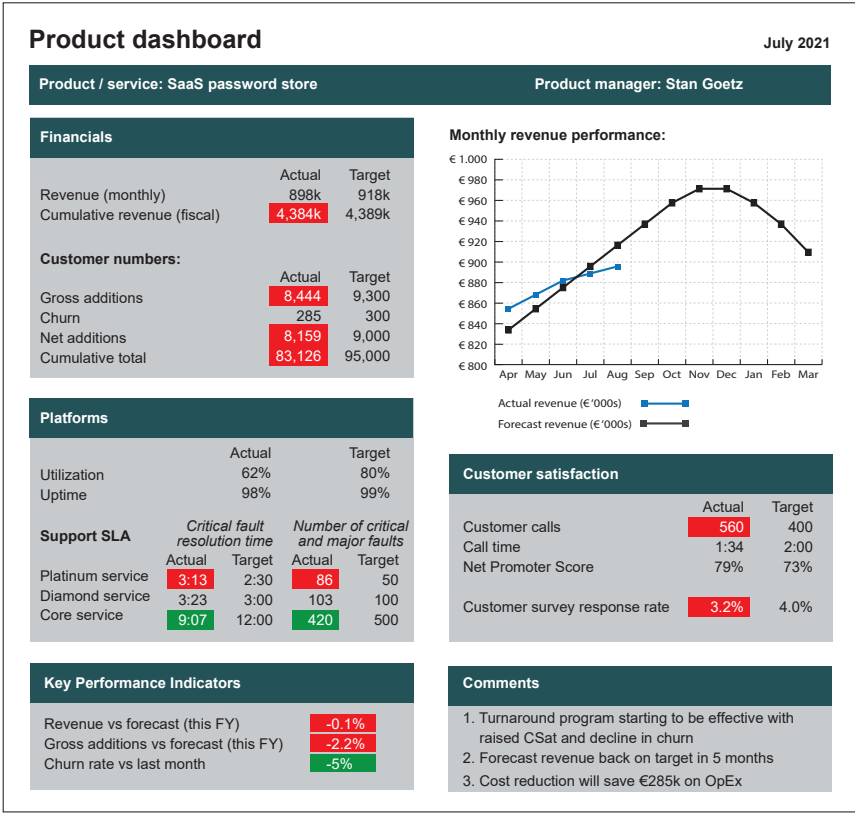 Product dashboard
July 2021
Product / service: SaaS password store
Product manager: Stan Goetz
Financials
Actual Target
Revenue (monthly) 898k 918k
Cumulative revenue (fiscal) 4,384k 4,389k
Customer numbers:
Actual Target
Gross additions 8,444 9,300
Churn 285 300
Net additions 8,159 9,000
Cumulative total 83,126 95,000
Platforms
Actual Target
Utilization 62% 80%
Uptime 98% 99%
Support SLA
Critical fault
resolution time
Number of critical
and major faults
Actual Target Actual Target
Platinum service 3:13 2:30 86 50
Diamond service 3:23 3:00 103 100
Core service 9:07 12:00 420 500
Key Performance Indicators
Revenue vs forecast (this FY) -0.1%
Gross additions vs forecast (this FY) -2.2%
Churn rate vs last month -5%
Monthly revenue performance:
€ 1.000
€ 980
€ 960
€ 940
€ 920
€ 900
€ 880
€ 860
€ 840
€ 820
€ 800
Apr May Jun Jul Aug Sep Oct Nov Dec Jan Feb Mar
Actual revenue (€ '000s)
Forecast revenue (€ '000s)
Customer satisfaction
Actual Target
Customer calls 560 400
Call time 1:34 2:00
Net Promoter Score 79% 73%
Customer survey response rate 3.2% 4.0%
Comments
1. Turnaround program starting to be effective with
raised CSat and decline in churn
2. Forecast revenue back on target in 5 months
3. Cost reduction will save €285k on OpEx